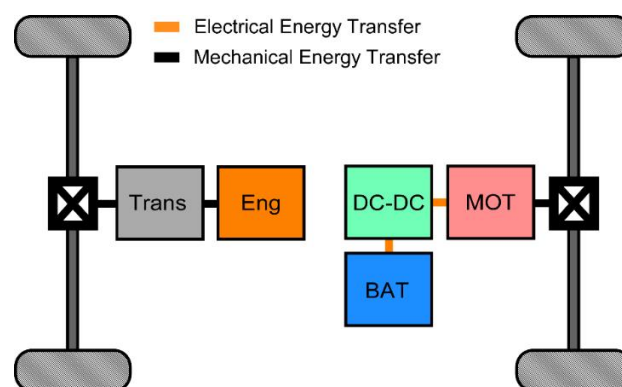 Electrical Energy Transfer
Mechanical Energy Transfer
Trans
Eng
DC-DC
MOT
BAT